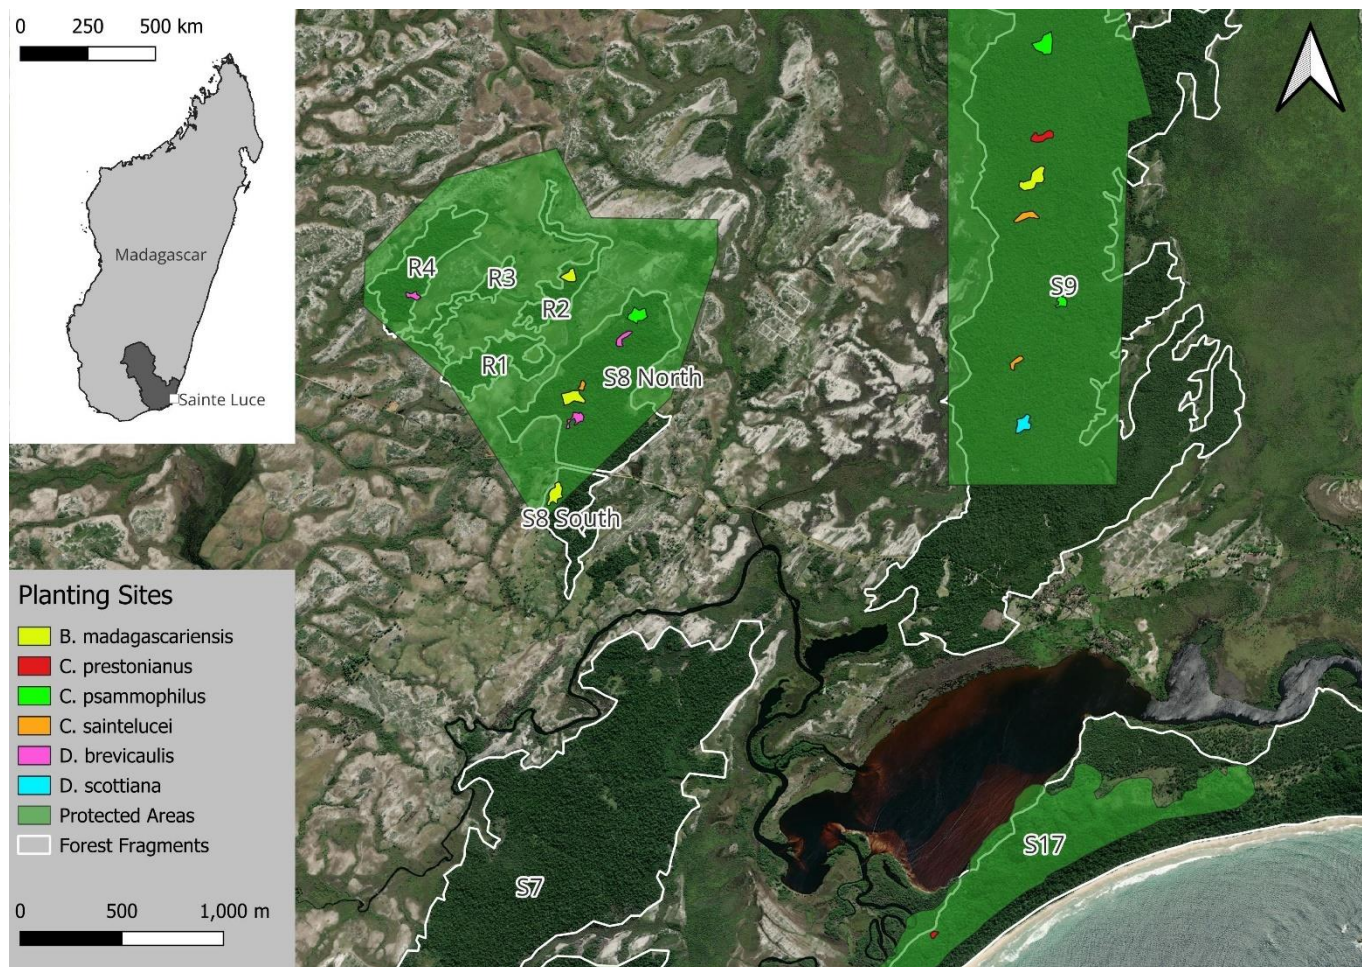 0 250 500 km
Madagascar
Sainte Luce
R4
R3
R2
R1
S8 North
S8 South
S9
S7
S17
Planting Sites
B. madagascariensis
C. prestonianus
C. psammophilus
C. saintelucei
D. brevicaulis
D. scottiana
Protected Areas
Forest Fragments
0 500 1,000 m